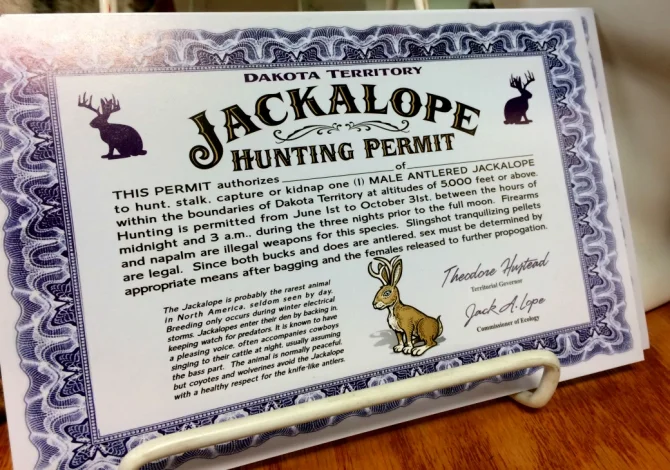 DAKOTA TERRITORY
JACKALOPE
HUNTING PERMIT
THIS PERMIT authorizes ____________________ of ____________________
to hunt, stalk, capture or kidnap one (1) MALE ANTLERED JACKALOPE
within the boundaries of Dakota Territory at altitudes of 5,000 feet or above.
Hunting is permitted from June 1st to October 31st, between the hours of
midnight and 3 a.m., during the three nights prior to the full moon. Firearms
and napalm are illegal weapons for this species. Slingshot tranquilizing pellets
are legal. Since both bucks and does are antlered, sex must be determined by
appropriate means after bagging and the females released to further propogation.
The Jackalope is probably the rarest animal
in North America, seldom seen by day.
Breeding only occurs during winter electrical
storms. Jackalopes enter their den by backing in,
keeping watch for predators. It is known to have
a pleasing voice, often accompanies cowboys
singing to their cattle at night, usually assuming
the bass part. The animal is normally peaceful,
but coyotes and wolverines avoid the Jackalope
with a healthy respect for the knife-like antlers.
Theodore Hustead
Territorial Governor
Jack A. Lope
Commissioner of Ecology